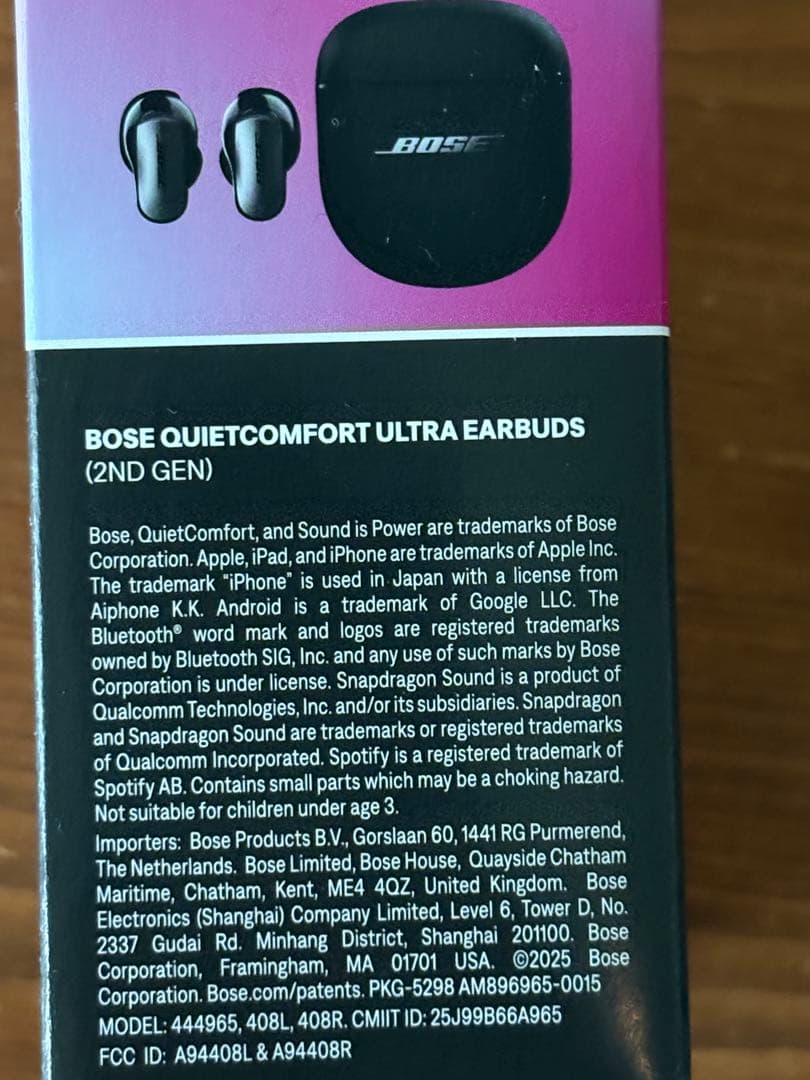 BOSE
BOSE QUIETCOMFORT ULTRA EARBUDS
(2ND GEN)
Bose, QuietComfort, and Sound is Power are trademarks of Bose
Corporation. Apple, iPad, and iPhone are trademarks of Apple Inc.
The trademark "iPhone" is used in Japan with a license from
Aiphone K.K. Android is a trademark of Google LLC. The
Bluetooth® word mark and logos are registered trademarks
owned by Bluetooth SIG, Inc. and any use of such marks by Bose
Corporation is under license. Snapdragon Sound is a product of
Qualcomm Technologies, Inc. and/or its subsidiaries. Snapdragon
and Snapdragon Sound are trademarks or registered trademarks
of Qualcomm Incorporated. Spotify is a registered trademark of
Spotify AB. Contains small parts which may be a choking hazard.
Not suitable for children under age 3.
Importers: Bose Products B.V., Gorslaan 60, 1441 RG Purmerend,
The Netherlands. Bose Limited, Bose House, Quayside Chatham
Maritime, Chatham, Kent, ME4 4QZ, United Kingdom. Bose
Electronics (Shanghai) Company Limited, Level 6, Tower D, No.
2337 Gudai Rd. Minhang District, Shanghai 201100. Bose
Corporation, Framingham, MA 01701 USA. ©2025 Bose
Corporation. Bose.com/patents. PKG-5298 AM896965-0015
MODEL: 444965, 408L, 408R. CMIIT ID: 25J99B66A965
FCC ID: A94408L & A94408R